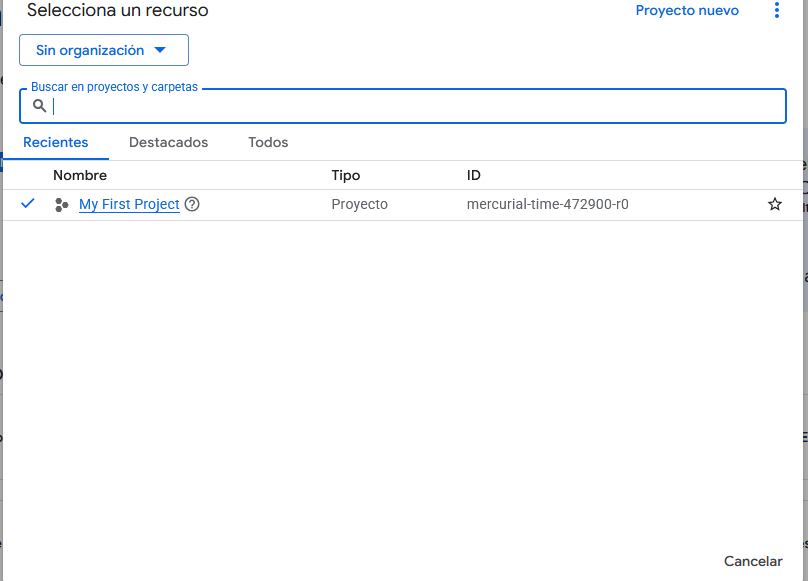 Selecciona un recurso
Proyecto nuevo
Sin organización
Buscar en proyectos y carpetas
Recientes Destacados Todos
Nombre Tipo ID
My First Project Proyecto mercurial-time-472900-r0
Cancelar